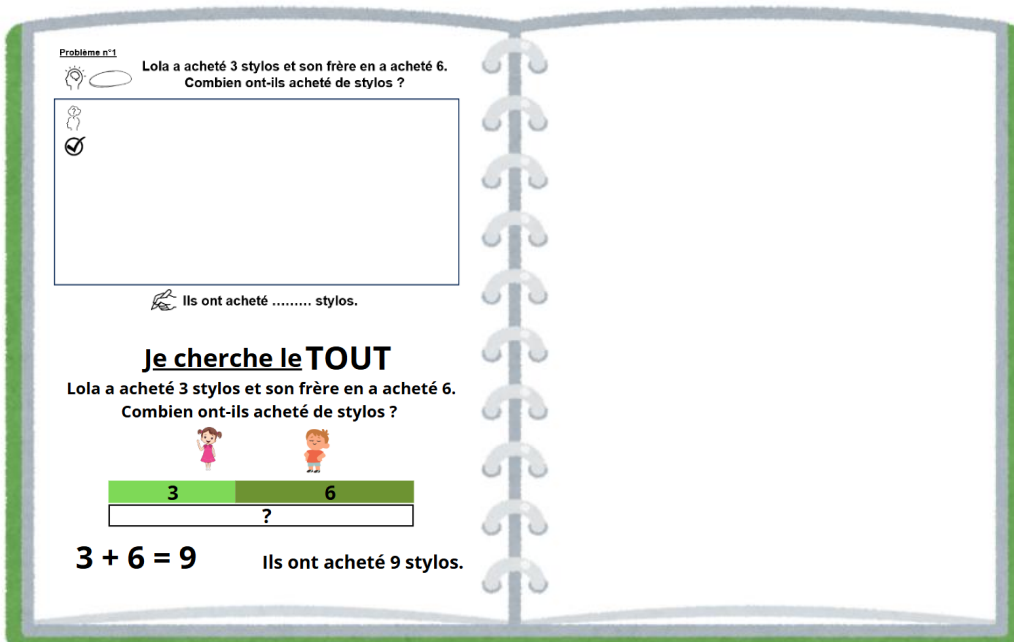 Problème n°1
Lola a acheté 3 stylos et son frère en a acheté 6.
Combien ont-ils acheté de stylos ?
?
Ils ont acheté ......... stylos.
Je cherche le TOUT
Lola a acheté 3 stylos et son frère en a acheté 6.
Combien ont-ils acheté de stylos ?
3 6
?
3 + 6 = 9 Ils ont acheté 9 stylos.